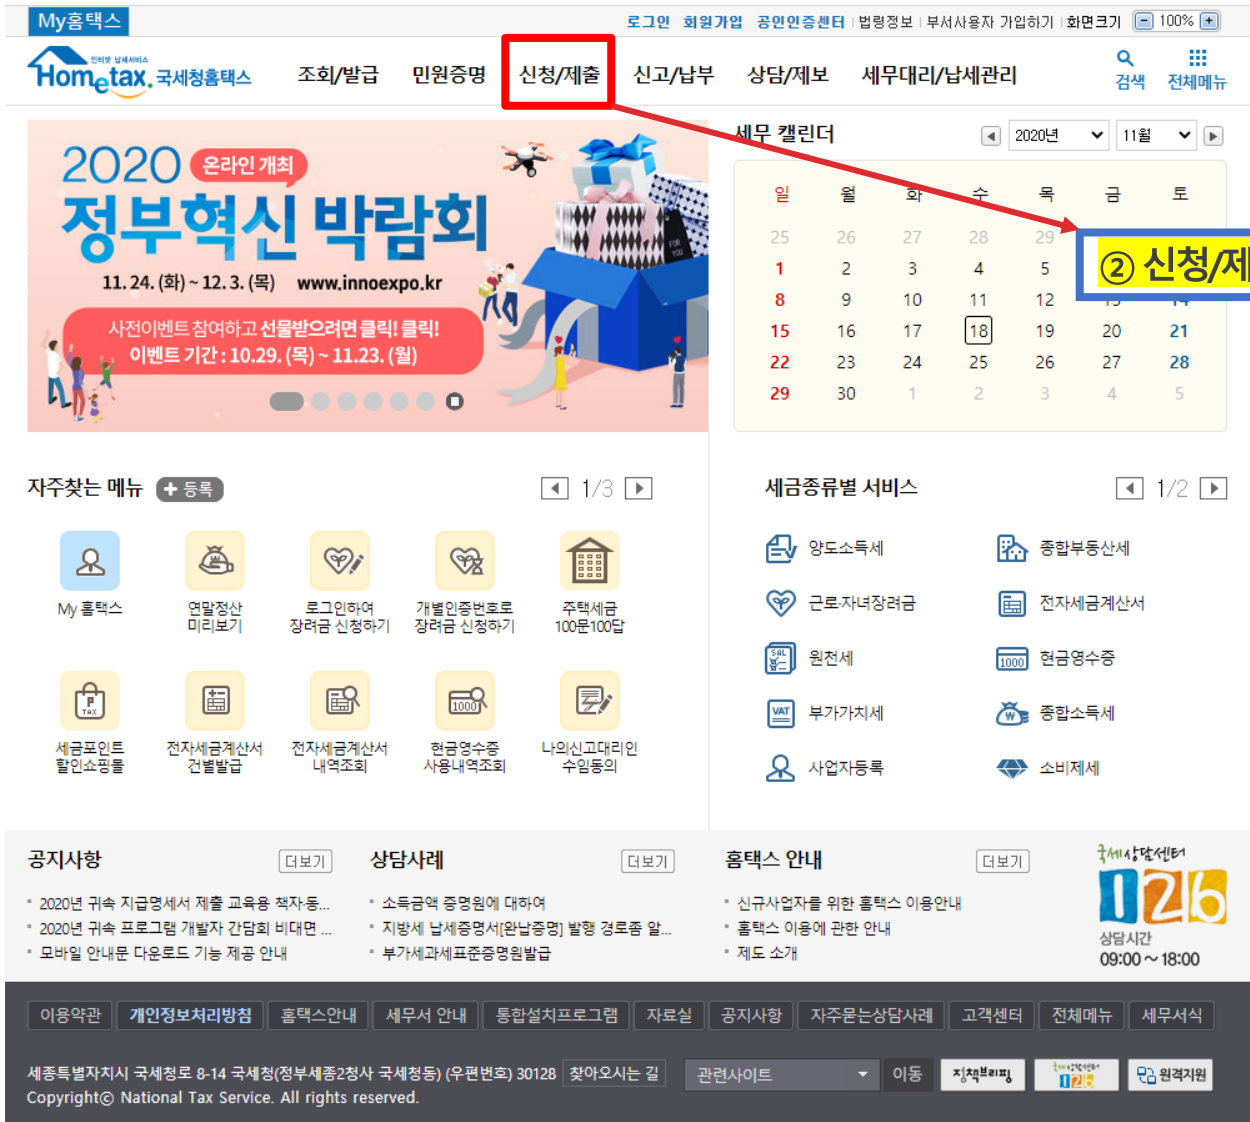 My홈택스
로그인 회원가입 공인인증센터 법령정보 부서사용자 가입하기 화면크기 100%
인터넷 납세서비스
Hometax. 국세청홈택스
조회/발급 민원증명 신청/제출 신고/납부 상담/제보 세무대리/납세관리
검색 전체메뉴
2020 온라인 개최
정부혁신 박람회
11. 24. (화) ~ 12. 3. (목) www.innoexpo.kr
사전이벤트 참여하고 선물받으려면 클릭! 클릭!
이벤트 기간 : 10.29. (목) ~ 11.23. (월)
세무 캘린더 2020년 11월
일 월 화 수 목 금 토
25 26 27 28 29
② 신청/제
1 2 3 4 5
8 9 10 11 12 13 14
15 16 17 18 19 20 21
22 23 24 25 26 27 28
29 30 1 2 3 4 5
자주찾는 메뉴 등록 1/3
My 홈택스
연말정산
미리보기
로그인하여
장려금 신청하기
개별인증번호로
장려금 신청하기
주택세금
100문100답
P
TAX
세금포인트
할인쇼핑몰
전자세금계산서
건별발급
전자세금계산서
내역조회
1000
현금영수증
사용내역조회
나의신고대리인
수임동의
세금종류별 서비스 1/2
양도소득세
종합부동산세
근로·자녀장려금
전자세금계산서
SAL
원천세
1000 현금영수증
VAT 부가가치세
종합소득세
사업자등록
소비제세
공지사항 더보기
2020년 귀속 지급명세서 제출 교육용 책자·동...
2020년 귀속 프로그램 개발자 간담회 비대면 ...
모바일 안내문 다운로드 기능 제공 안내
상담사례 더보기
소득금액 증명원에 대하여
지방세 납세증명서[완납증명] 발행 경로좀 알...
부가세과세표준증명원발급
홈택스 안내 더보기
신규사업자를 위한 홈택스 이용안내
홈택스 이용에 관한 안내
제도 소개
국세상담센터
126
상담시간
09:00 ~ 18:00
이용약관 개인정보처리방침 홈택스안내 세무서 안내 통합설치프로그램 자료실 공지사항 자주묻는상담사례 고객센터 전체메뉴 세무서식
세종특별자치시 국세청로 8-14 국세청(정부세종2청사 국세청동) (우편번호) 30128 찾아오시는 길
관련사이트 이동 정책브리핑 국세상담센터 126 원격지원
Copyright© National Tax Service. All rights reserved.